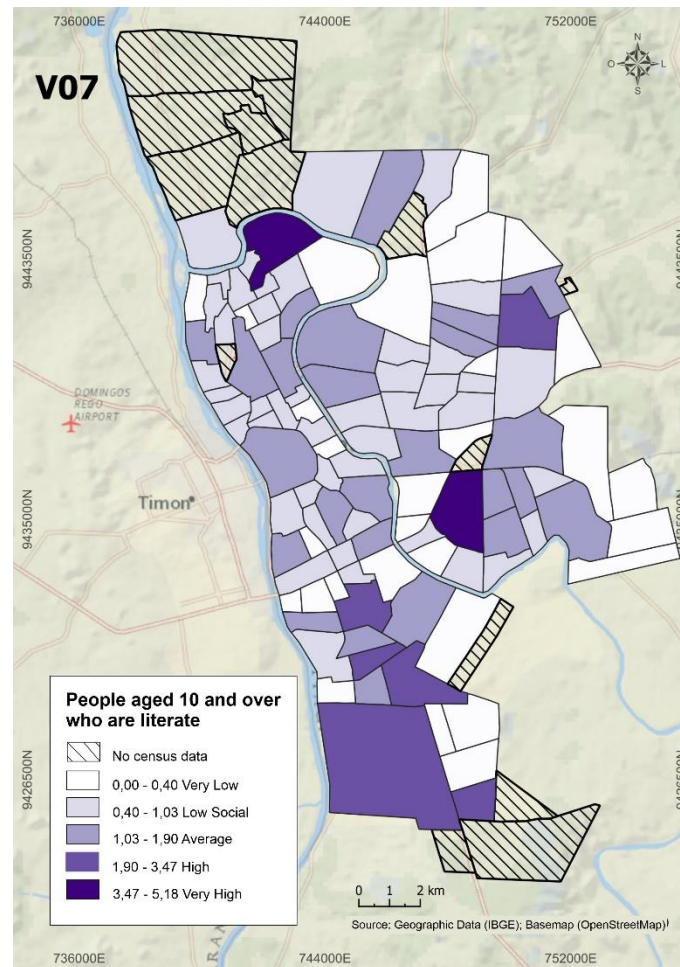 736000E 744000E 752000E
V07
N
O L
S
9443500N 9443500N
DOMINGOS
REGO
AIRPORT
Timon
9435000N 9435000N
People aged 10 and over
who are literate
No census data
0,00 - 0,40 Very Low
0,40 - 1,03 Low Social
1,03 - 1,90 Average
1,90 - 3,47 High
3,47 - 5,18 Very High
9426500N 9426500N
0 1 2 km
Source: Geographic Data (IBGE); Basemap (OpenStreetMap)
736000E 744000E 752000E